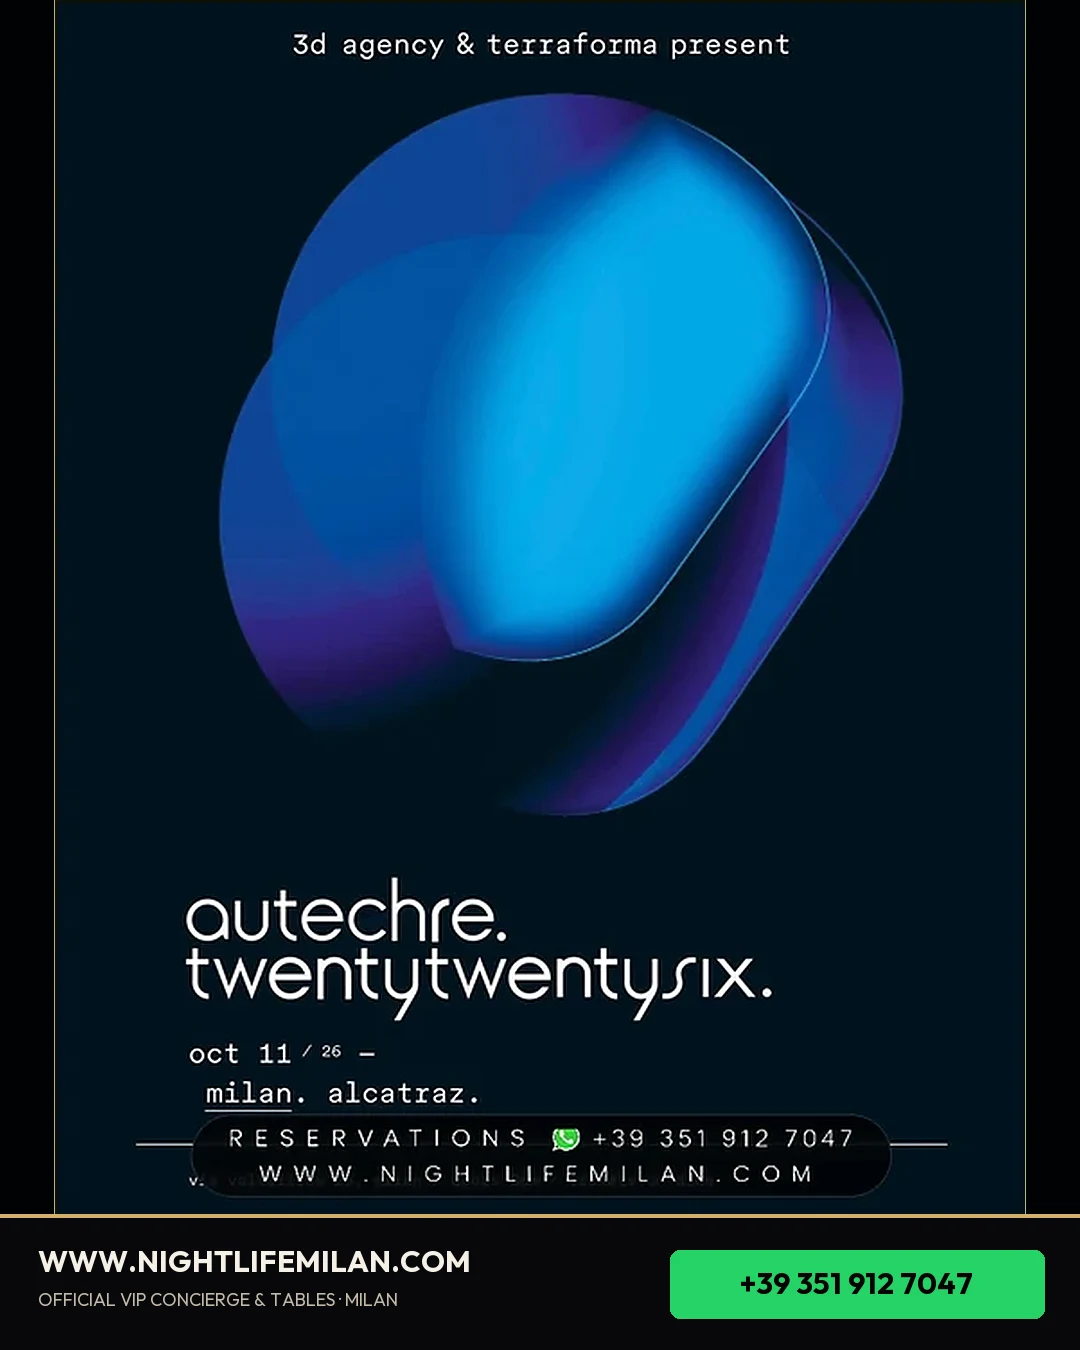 3d agency & terraforma present
autechre.
twentytwentysix.
oct 11 / 26 –
milan. alcatraz.
RESERVATIONS +39 351 912 7047
WWW.NIGHTLIFEMILAN.COM
WWW.NIGHTLIFEMILAN.COM
OFFICIAL VIP CONCIERGE & TABLES · MILAN
+39 351 912 7047